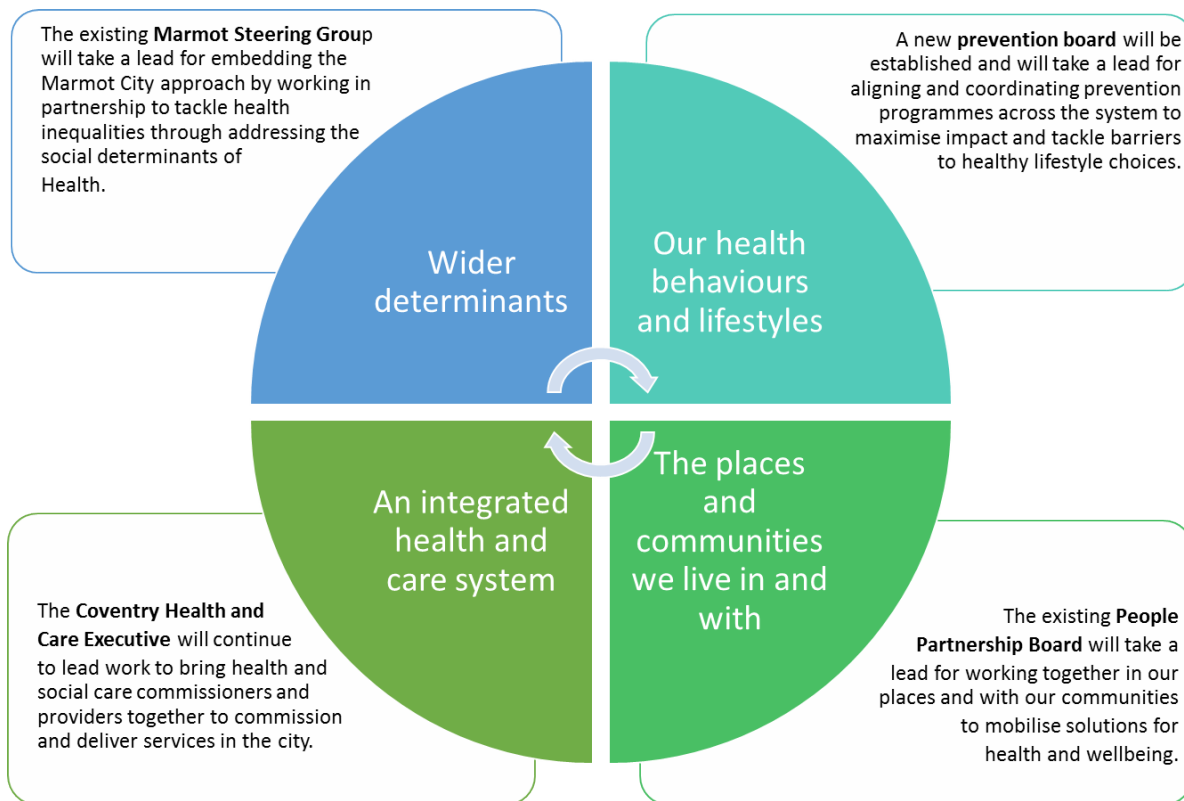 The existing Marmot Steering Group
will take a lead for embedding the
Marmot City approach by working in
partnership to tackle health
inequalities through addressing the
social determinants of
Health.
A new prevention board will be
established and will take a lead for
aligning and coordinating prevention
programmes across the system to
maximise impact and tackle barriers
to healthy lifestyle choices.
Wider
determinants
Our health
behaviours
and lifestyles
An integrated
health and
care system
The places
and
communities
we live in and
with
The Coventry Health and
Care Executive will continue
to lead work to bring health and
social care commissioners and
providers together to commission
and deliver services in the city.
The existing People
Partnership Board will take a
lead for working together in our
places and with our communities
to mobilise solutions for
health and wellbeing.